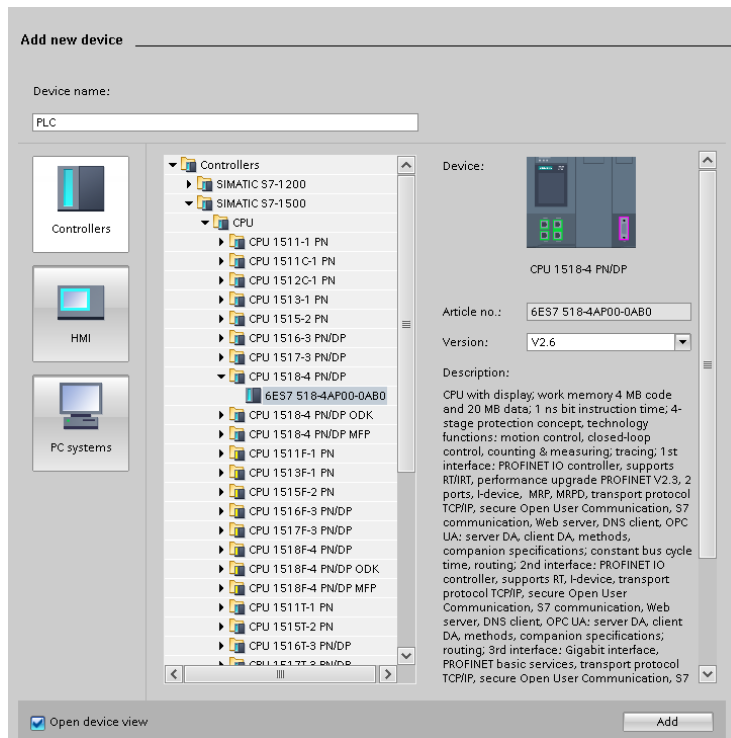 Add new device
Device name:
PLC
Controllers
HMI
PC systems
Controllers
SIMATIC S7-1200
SIMATIC S7-1500
CPU
CPU 1511-1 PN
CPU 1511C-1 PN
CPU 1512C-1 PN
CPU 1513-1 PN
CPU 1515-2 PN
CPU 1516-3 PN/DP
CPU 1517-3 PN/DP
CPU 1518-4 PN/DP
6ES7 518-4AP00-0AB0
CPU 1518-4 PN/DP ODK
CPU 1518-4 PN/DP MFP
CPU 1511F-1 PN
CPU 1513F-1 PN
CPU 1515F-2 PN
CPU 1516F-3 PN/DP
CPU 1517F-3 PN/DP
CPU 1518F-4 PN/DP
CPU 1518F-4 PN/DP ODK
CPU 1518F-4 PN/DP MFP
CPU 1511T-1 PN
CPU 1515T-2 PN
CPU 1516T-3 PN/DP
CPU 1517T-3 PN/DP
Device:
CPU 1518-4 PN/DP
Article no.: 6ES7 518-4AP00-0AB0
Version: V2.6
Description:
CPU with display; work memory 4 MB code
and 20 MB data; 1 ns bit instruction time; 4-
stage protection concept, technology
functions: motion control, closed-loop
control, counting & measuring; tracing; 1st
interface: PROFINET IO controller, supports
RT/IRT, performance upgrade PROFINET V2.3, 2
ports, I-device, MRP, MRPD, transport protocol
TCP/IP, secure Open User Communication, S7
communication, Web server, DNS client, OPC
UA: server DA, client DA, methods,
companion specifications; constant bus cycle
time, routing; 2nd interface: PROFINET IO
controller, supports RT, I-device, transport
protocol TCP/IP, secure Open User
Communication, S7 communication, Web
server, DNS client, OPC UA: server DA, client
DA, methods, companion specifications;
routing; 3rd interface: Gigabit interface,
PROFINET basic services, transport protocol
TCP/IP, secure Open User Communication, S7
Open device view
Add